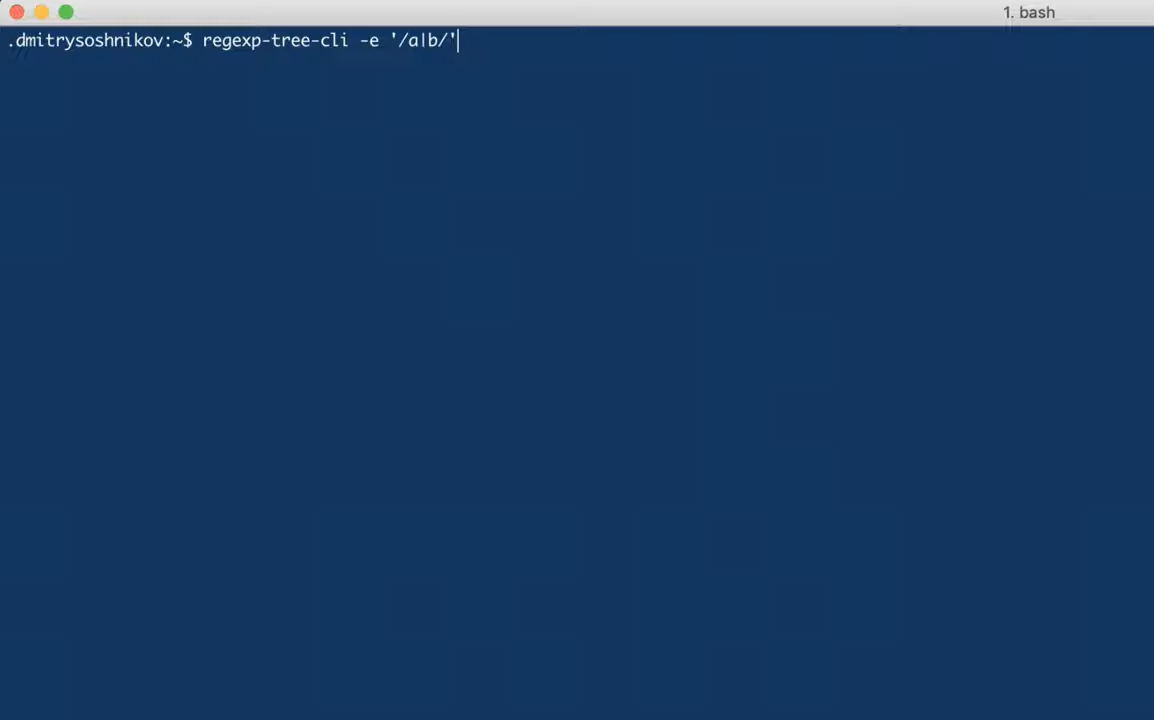 1. bash
.dmitrysoshnikov:~$ regexp-tree-cli -e '/a|b/'